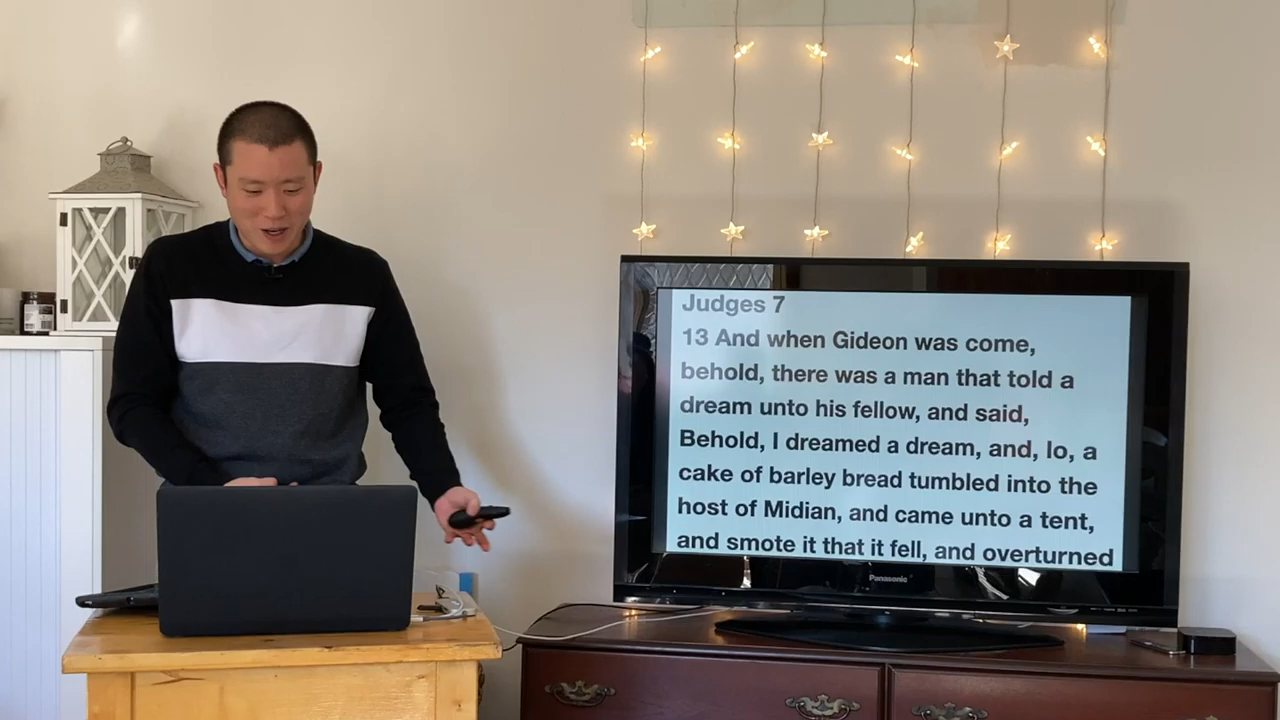 Judges 7
13 And when Gideon was come,
behold, there was a man that told a
dream unto his fellow, and said,
Behold, I dreamed a dream, and, lo, a
cake of barley bread tumbled into the
host of Midian, and came unto a tent,
and smote it that it fell, and overturned
Panasonic